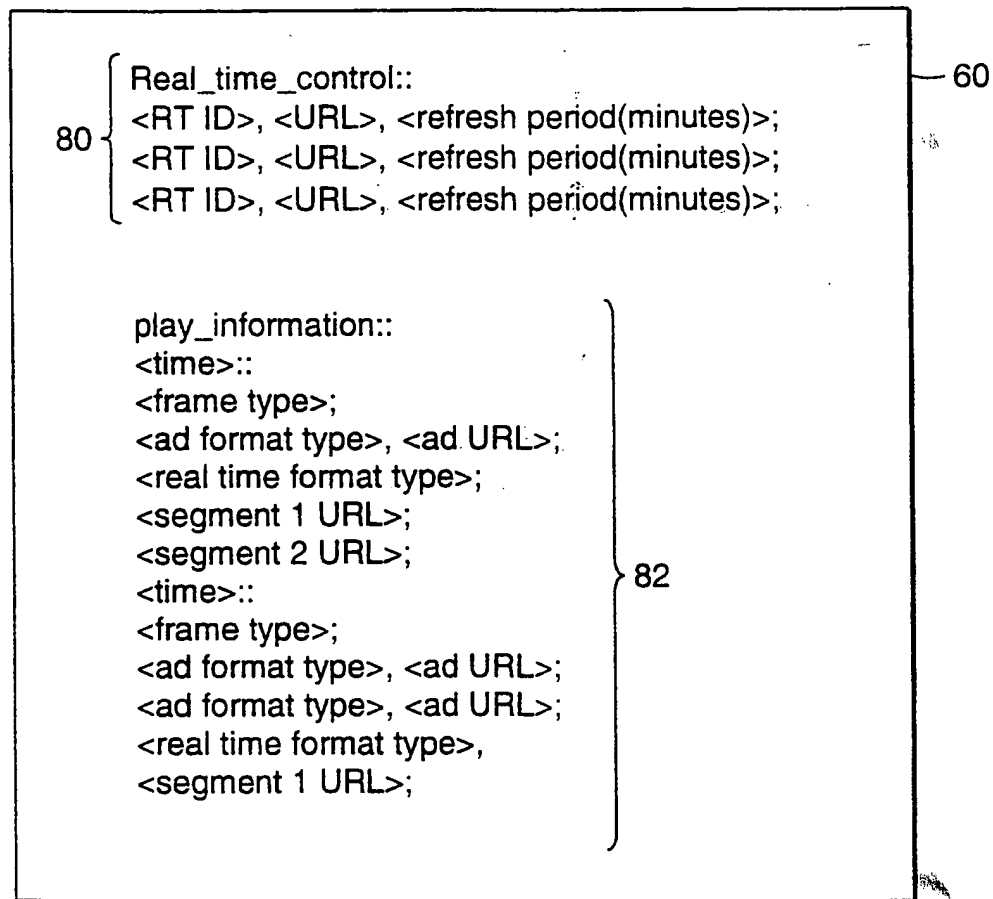 Real_time_control::
60
80
<RT ID>, <URL>, <refresh period(minutes)>;
<RT ID>, <URL>, <refresh period(minutes)>;
<RT ID>, <URL>, <refresh period(minutes)>;
play_information::
<time>::
<frame type>;
<ad format type>, <ad URL>;
<real time format type>;
<segment 1 URL>;
<segment 2 URL>;
82
<time>::
<frame type>;
<ad format type>, <ad URL>;
<ad format type>, <ad URL>;
<real time format type>,
<segment 1 URL>;